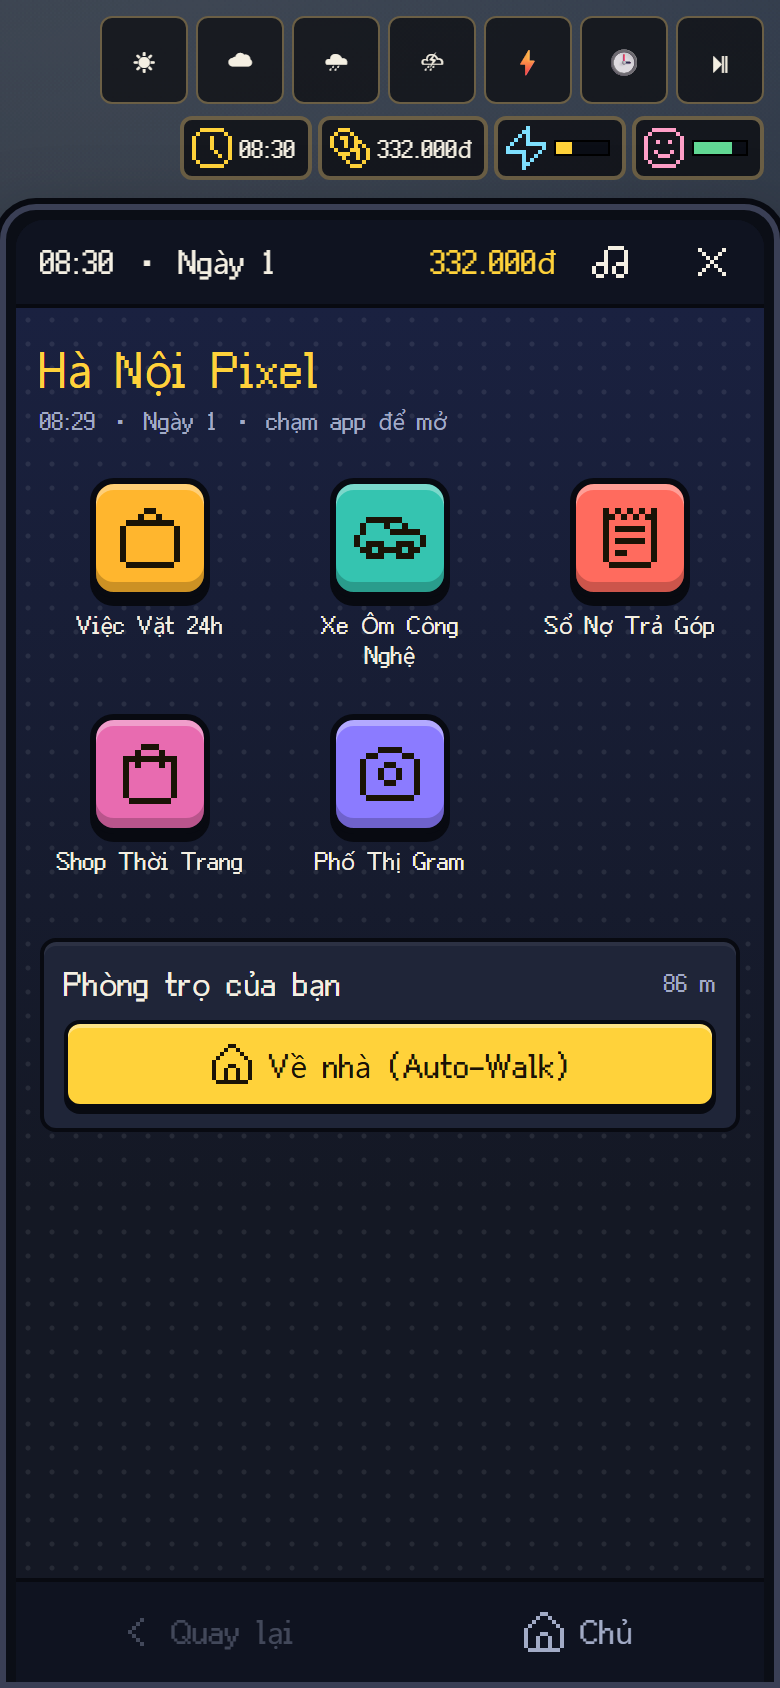 08:30 332.000đ
08:30 · Ngày 1 332.000đ
Hà Nội Pixel
08:29 · Ngày 1 · chạm app để mở
Việc Vặt 24h
Xe Ôm Công
Nghệ
Sổ Nợ Trả Góp
Shop Thời Trang
Phố Thị Gram
Phòng trọ của bạn 86 m
Về nhà (Auto-Walk)
Quay lại
Chủ